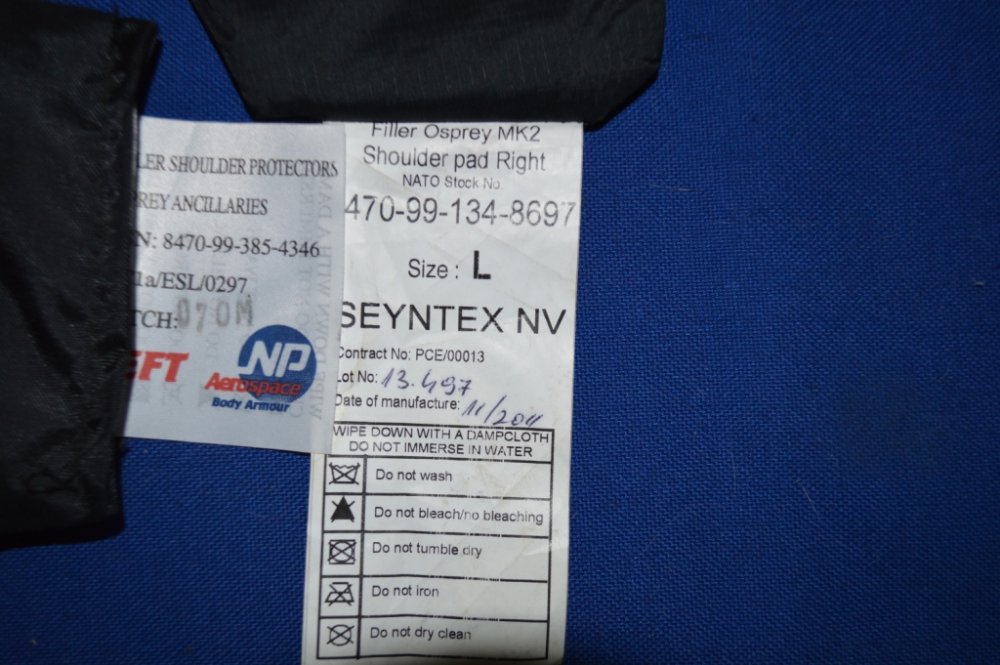 LER SHOULDER PROTECTORS
REY ANCILLARIES
N: 8470-99-385-4346
1a/ESL/0297
TCH: 070M
EFT
NP
Aerospace
Body Armour
Filler Osprey MK2
Shoulder pad Right
NATO Stock No.
470-99-134-8697
Size : L
SEYNTEX NV
Contract No: PCE/00013
Lot No: 13.497
Date of manufacture: 11/2011
WIPE DOWN WITH A DAMPCLOTH
DO NOT IMMERSE IN WATER
Do not wash
Do not bleach/no bleaching
Do not tumble dry
Do not iron
Do not dry clean